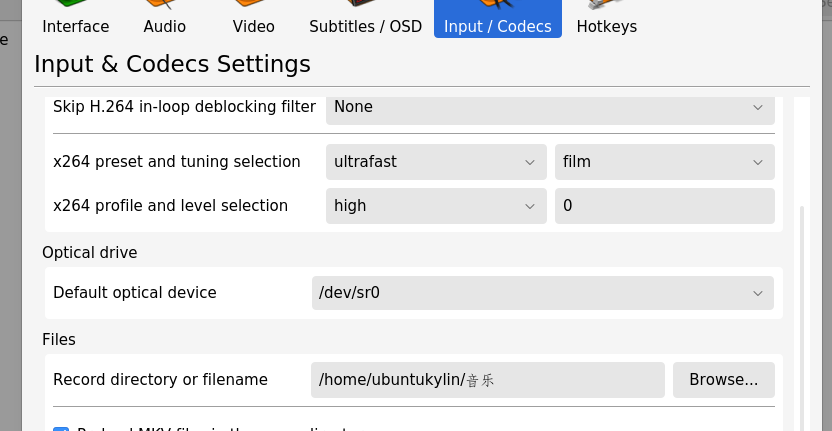 Interface Audio Video Subtitles / OSD Input / Codecs Hotkeys
Input & Codecs Settings
Skip H.264 in-loop deblocking filter None
x264 preset and tuning selection ultrafast film
x264 profile and level selection high 0
Optical drive
Default optical device /dev/sr0
Files
Record directory or filename /home/ubuntukylin/音乐 Browse...